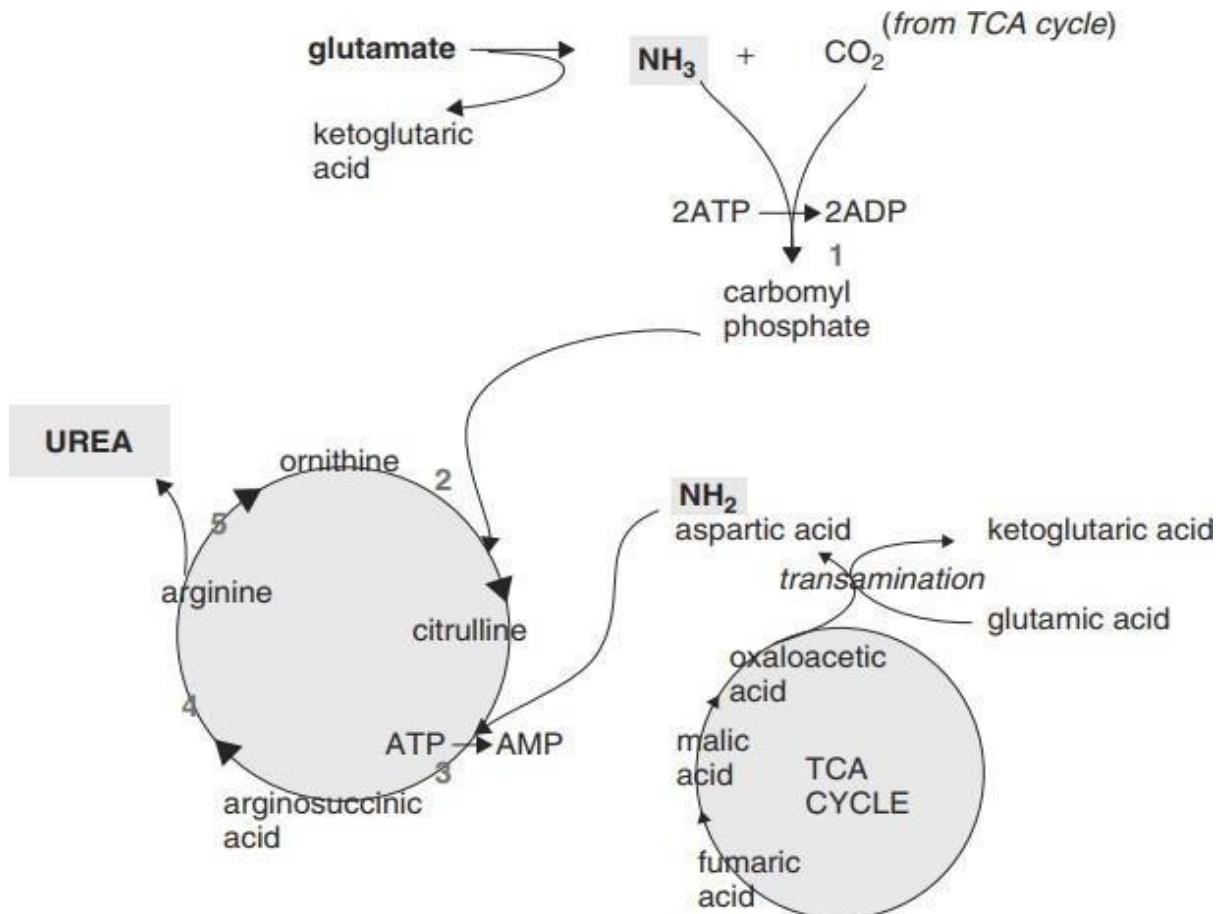 (from TCA cycle)
glutamate
NH₃ + CO₂
ketoglutaric
acid
2ATP 2ADP
1
carbomyl
phosphate
UREA
ornithine
2
NH₂
aspartic acid
ketoglutaric acid
5
transamination
arginine
glutamic acid
citrulline
oxaloacetic
acid
4
ATP AMP
3
malic
acid
TCA
CYCLE
arginosuccinic
acid
fumaric
acid